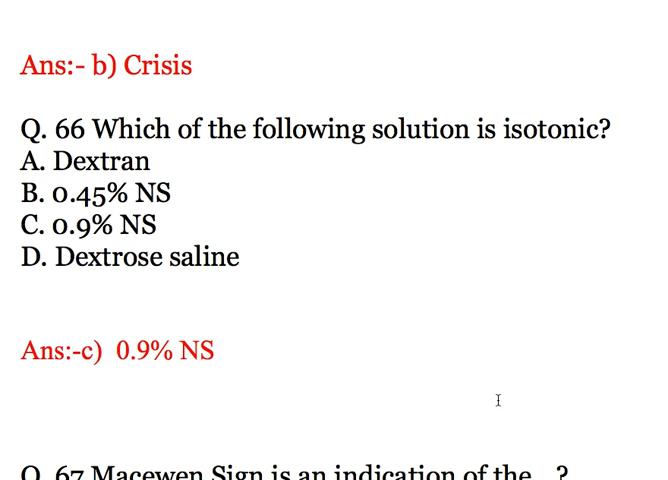 Ans:- b) Crisis
Q. 66 Which of the following solution is isotonic?
A. Dextran
B. 0.45% NS
C. 0.9% NS
D. Dextrose saline
Ans:-c)  0.9% NS
Q. 67 Macewen Sign is an indication of the...?